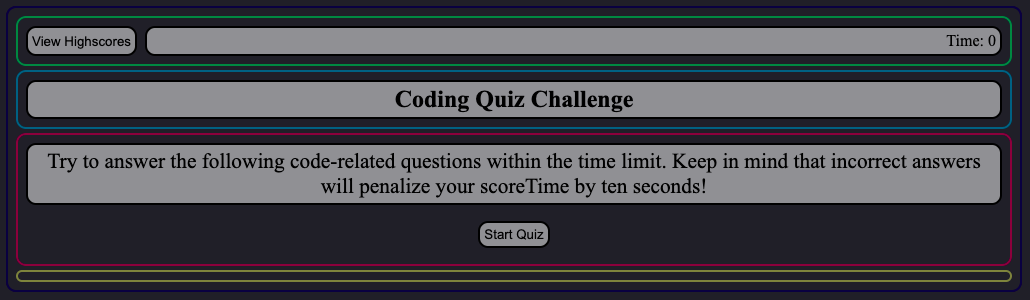 View Highscores
Time: 0
Coding Quiz Challenge
Try to answer the following code-related questions within the time limit. Keep in mind that incorrect answers
will penalize your scoreTime by ten seconds!
Start Quiz